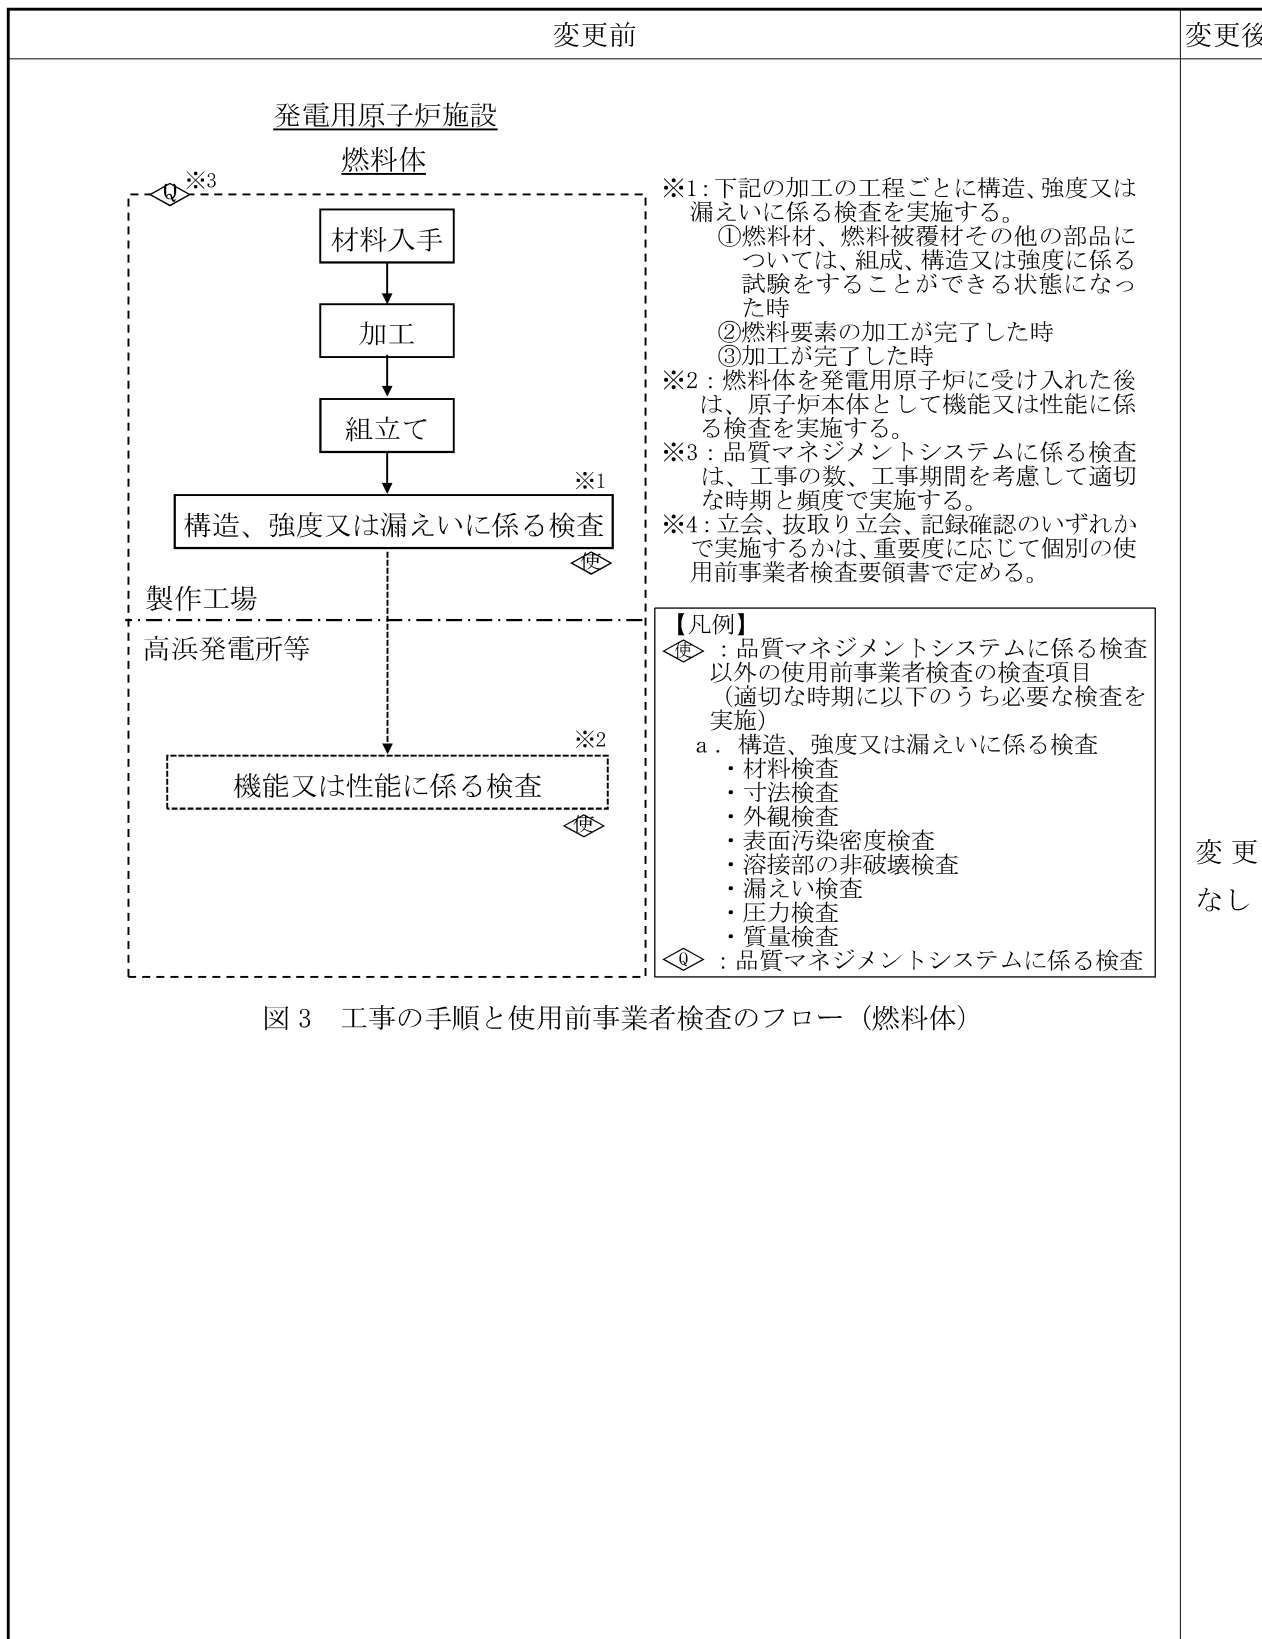 変更前
変更後
発電用原子炉施設
燃料体
Q ※3
材料入手
加工
組立て
※1
構造、強度又は漏えいに係る検査
使
製作工場
高浜発電所等
※2
機能又は性能に係る検査
使
※1：下記の加工の工程ごとに構造、強度又は
漏えいに係る検査を実施する。
①燃料材、燃料被覆材その他の部品に
ついては、組成、構造又は強度に係る
試験をすることができる状態になっ
た時
②燃料要素の加工が完了した時
③加工が完了した時
※2：燃料体を発電用原子炉に受け入れた後
は、原子炉本体として機能又は性能に係
る検査を実施する。
※3：品質マネジメントシステムに係る検査
は、工事の数、工事期間を考慮して適切
な時期と頻度で実施する。
※4：立会、抜取り立会、記録確認のいずれか
で実施するかは、重要度に応じて個別の使
用前事業者検査要領書で定める。
【凡例】
使：品質マネジメントシステムに係る検査
以外の使用前事業者検査の検査項目
（適切な時期に以下のうち必要な検査を
実施）
a．構造、強度又は漏えいに係る検査
・材料検査
・寸法検査
・外観検査
・表面汚染密度検査
・溶接部の非破壊検査
・漏えい検査
・圧力検査
・質量検査
Q：品質マネジメントシステムに係る検査
図3　工事の手順と使用前事業者検査のフロー（燃料体）
変更
なし